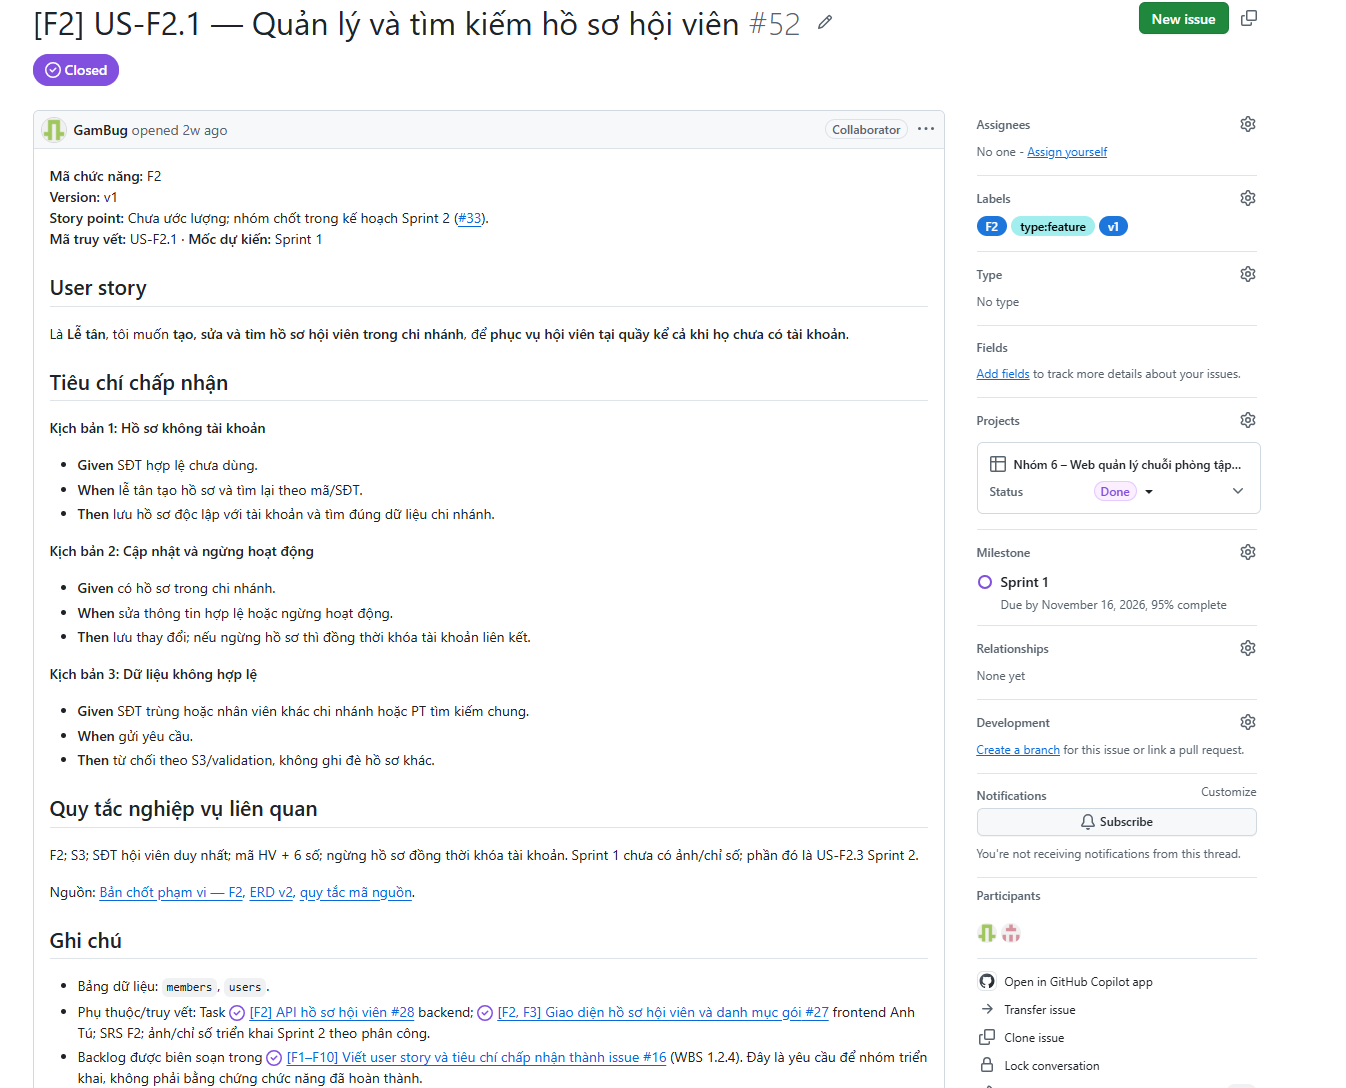 [F2] US-F2.1 — Quản lý và tìm kiếm hồ sơ hội viên #52
New issue
Closed
GamBug opened 2w ago
Collaborator
Mã chức năng: F2
Version: v1
Story point: Chưa ước lượng; nhóm chốt trong kế hoạch Sprint 2 (#33).
Mã truy vết: US-F2.1 · Mốc dự kiến: Sprint 1
User story
Là Lễ tân, tôi muốn tạo, sửa và tìm hồ sơ hội viên trong chi nhánh, để phục vụ hội viên tại quầy kể cả khi họ chưa có tài khoản.
Tiêu chí chấp nhận
Kịch bản 1: Hồ sơ không tài khoản
Given SĐT hợp lệ chưa dùng.
When lễ tân tạo hồ sơ và tìm lại theo mã/SĐT.
Then lưu hồ sơ độc lập với tài khoản và tìm đúng dữ liệu chi nhánh.
Kịch bản 2: Cập nhật và ngừng hoạt động
Given có hồ sơ trong chi nhánh.
When sửa thông tin hợp lệ hoặc ngừng hoạt động.
Then lưu thay đổi; nếu ngừng hồ sơ thì đồng thời khóa tài khoản liên kết.
Kịch bản 3: Dữ liệu không hợp lệ
Given SĐT trùng hoặc nhân viên khác chi nhánh hoặc PT tìm kiếm chung.
When gửi yêu cầu.
Then từ chối theo S3/validation, không ghi đè hồ sơ khác.
Quy tắc nghiệp vụ liên quan
F2; S3; SĐT hội viên duy nhất; mã HV + 6 số; ngừng hồ sơ đồng thời khóa tài khoản. Sprint 1 chưa có ảnh/chỉ số; phần đó là US-F2.3 Sprint 2.
Nguồn: Bản chốt phạm vi — F2, ERD v2, quy tắc mã nguồn.
Ghi chú
Bảng dữ liệu: members, users.
Phụ thuộc/truy vết: Task [F2] API hồ sơ hội viên #28 backend; [F2, F3] Giao diện hồ sơ hội viên và danh mục gói #27 frontend Anh
Tú; SRS F2; ảnh/chỉ số triển khai Sprint 2 theo phân công.
Backlog được biên soạn trong [F1–F10] Viết user story và tiêu chí chấp nhận thành issue #16 (WBS 1.2.4). Đây là yêu cầu để nhóm triển
khai, không phải bằng chứng chức năng đã hoàn thành.
Assignees
No one - Assign yourself
Labels
F2 type:feature v1
Type
No type
Fields
Add fields to track more details about your issues.
Projects
Nhóm 6 – Web quản lý chuỗi phòng tập...
Status Done
Milestone
Sprint 1
Due by November 16, 2026, 95% complete
Relationships
None yet
Development
Create a branch for this issue or link a pull request.
Notifications Customize
Subscribe
You're not receiving notifications from this thread.
Participants
Open in GitHub Copilot app
Transfer issue
Clone issue
Lock conversation